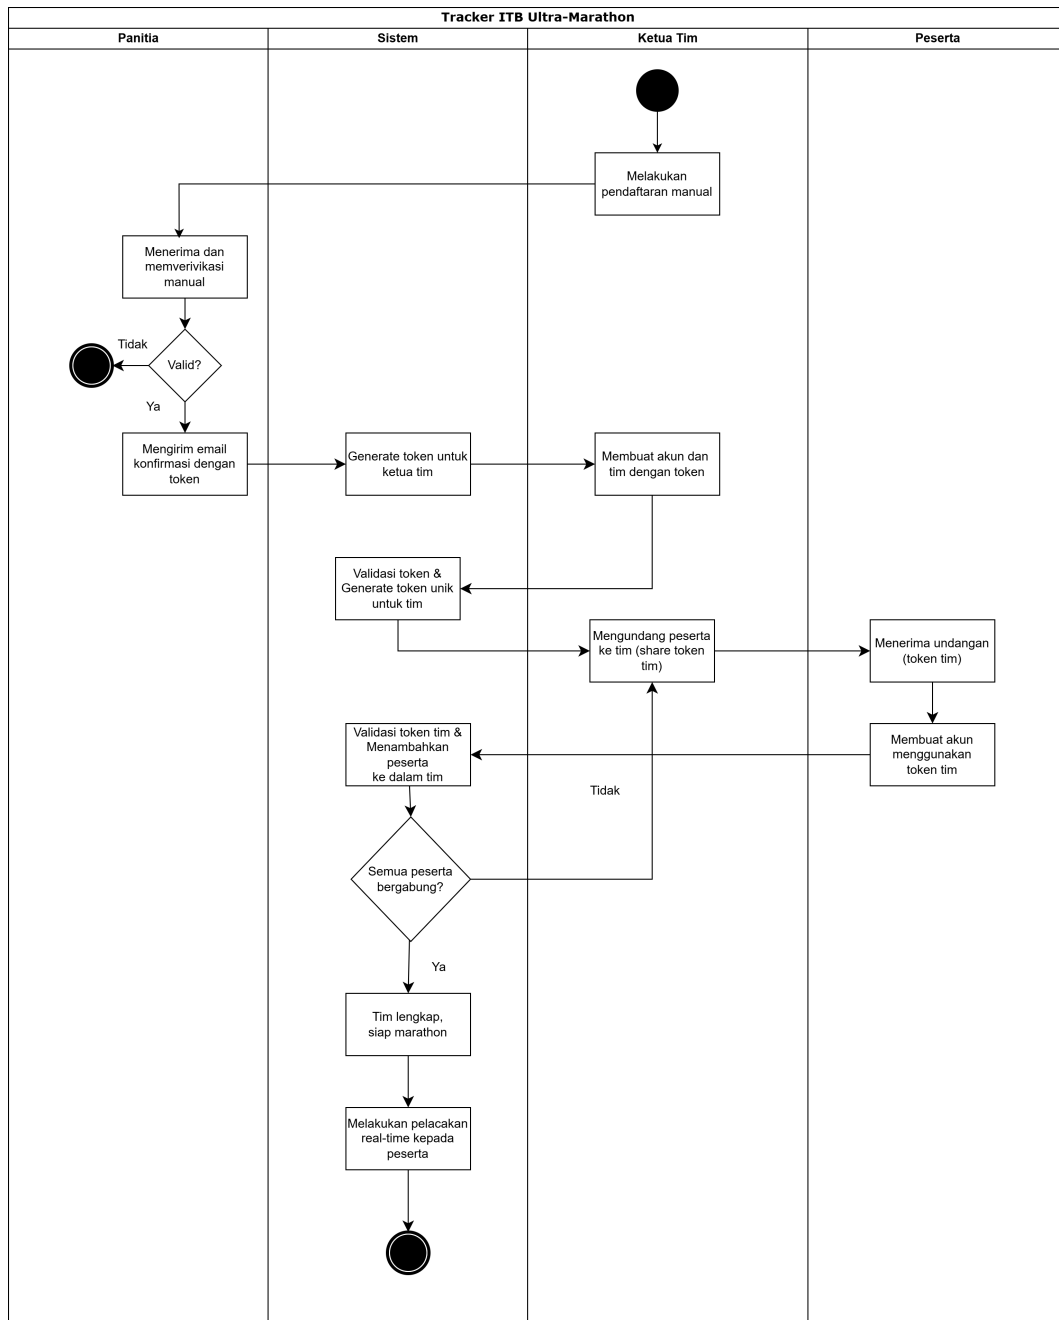 Tracker ITB Ultra-Marathon
Panitia
Sistem
Ketua Tim
Peserta
Melakukan
pendaftaran manual
Menerima dan
memverivikasi
manual
Tidak
Valid?
Ya
Mengirim email
konfirmasi dengan
token
Generate token untuk
ketua tim
Membuat akun dan
tim dengan token
Validasi token &
Generate token unik
untuk tim
Mengundang peserta
ke tim (share token
tim)
Menerima undangan
(token tim)
Membuat akun
menggunakan
token tim
Validasi token tim &
Menambahkan
peserta
ke dalam tim
Tidak
Semua peserta
bergabung?
Ya
Tim lengkap,
siap marathon
Melakukan pelacakan
real-time kepada
peserta